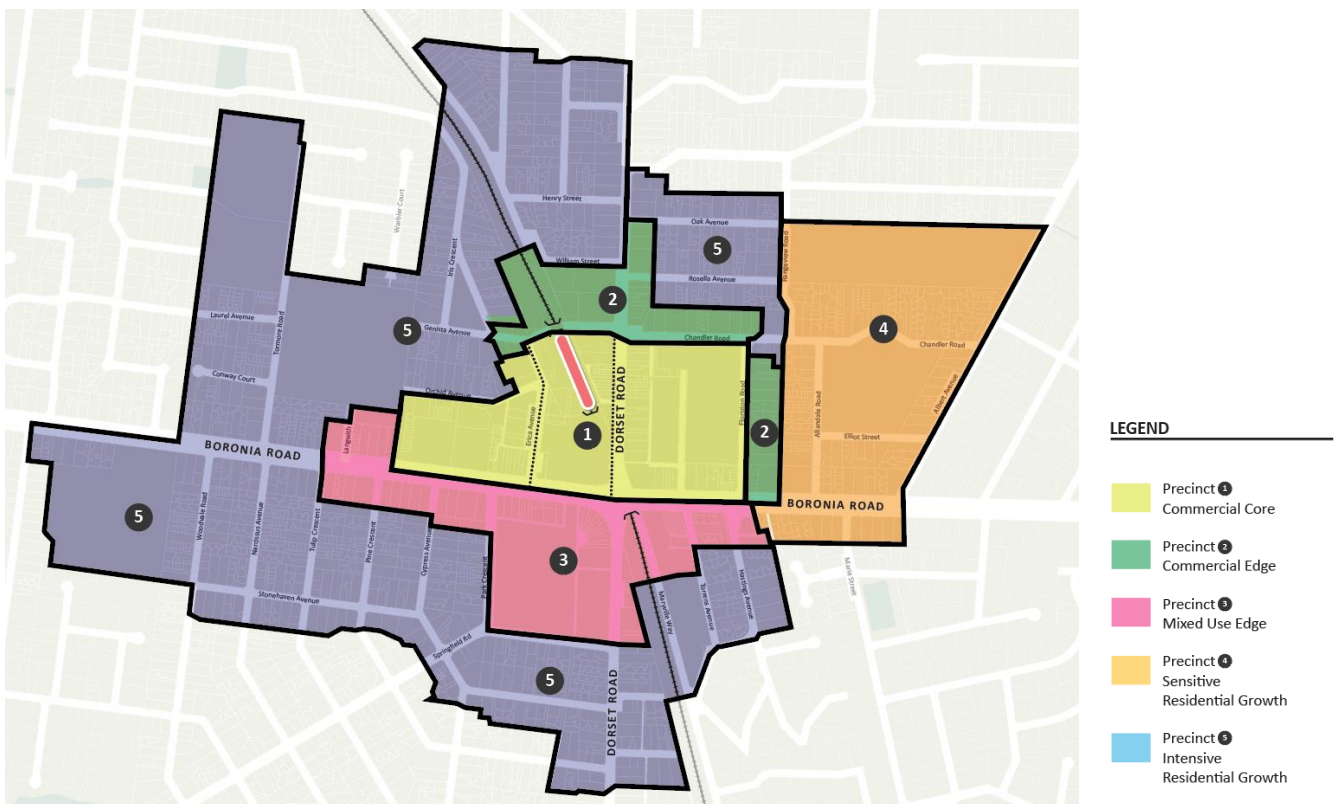 Warbler Court
Henry Street
Oak Avenue
5
Iris Crescent
William Street
Rangeview Road
Rosella Avenue
2
Laurel Avenue
Tormore Road
5
Genista Avenue
Chandler Road
4
Chandler Road
Conway Court
Orchid Avenue
Erica Avenue
1
DORSET ROAD
Floriston Road
2
Allandale Road
Albert Avenue
Elliot Street
BORONIA ROAD
BORONIA ROAD
5
Woodvale Road
Narcissus Avenue
Tulip Crescent
Pine Crescent
Cypress Avenue
Park Crescent
3
Stonehaven Avenue
Springfield Rd
5
DORSET ROAD
Maryville Way
Torrens Avenue
Hastings Avenue
Marie Street
LEGEND
Precinct 1
Commercial Core
Precinct 2
Commercial Edge
Precinct 3
Mixed Use Edge
Precinct 4
Sensitive
Residential Growth
Precinct 5
Intensive
Residential Growth